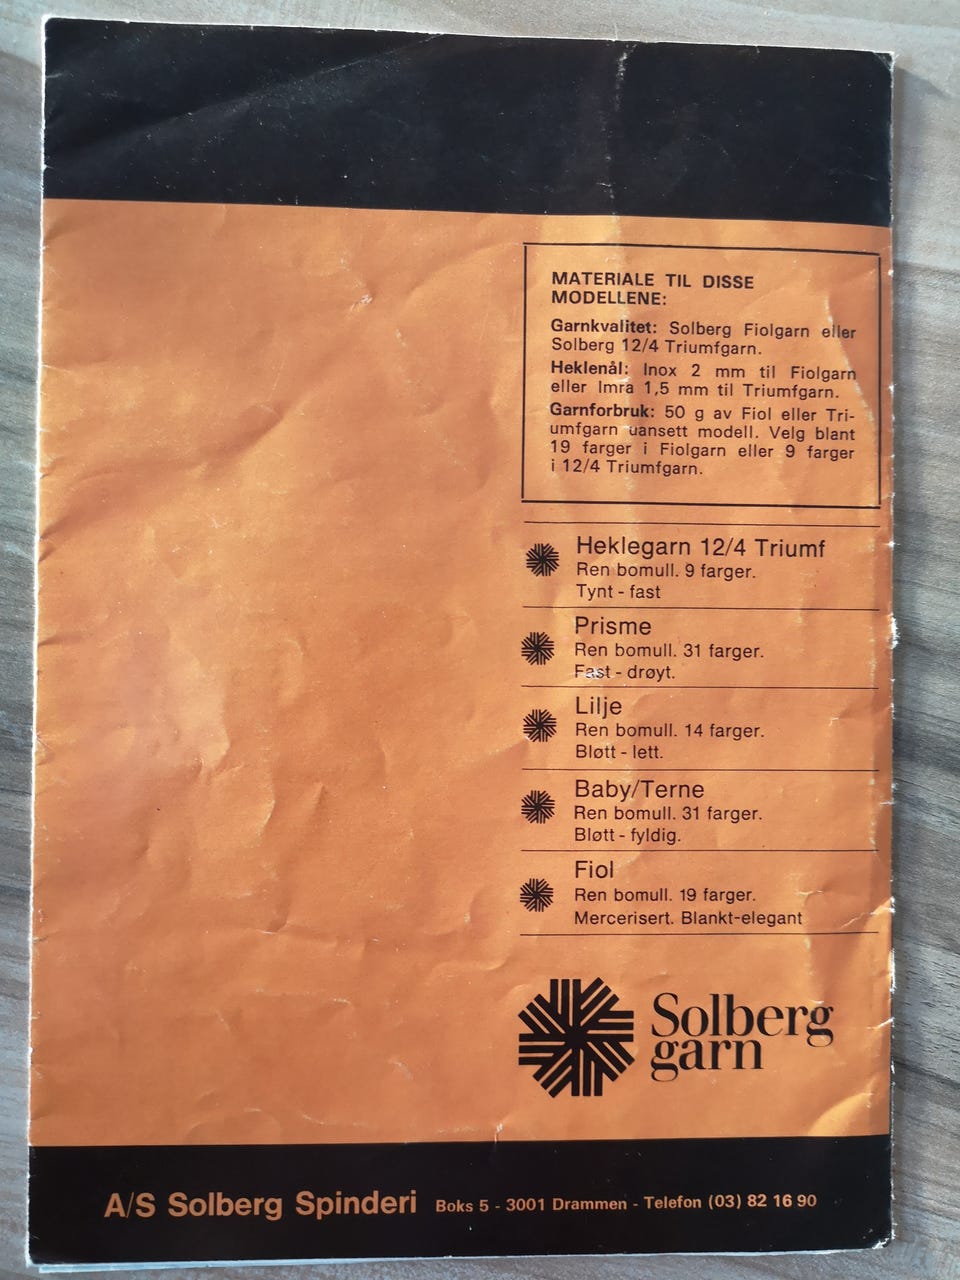 MATERIALE TIL DISSE
MODELLENE:
Garnkvalitet: Solberg Fiolgarn eller
Solberg 12/4 Triumfgarn.
Heklenål: Inox 2 mm til Fiolgarn
eller Imra 1,5 mm til Triumfgarn.
Garnforbruk: 50 g av Fiol eller Tri-
umfgarn uansett modell. Velg blant
19 farger i Fiolgarn eller 9 farger
i 12/4 Triumfgarn.
Heklegarn 12/4 Triumf
Ren bomull. 9 farger.
Tynt - fast
Prisme
Ren bomull. 31 farger.
Fast - drøyt.
Lilje
Ren bomull. 14 farger.
Bløtt - lett.
Baby/Terne
Ren bomull. 31 farger.
Bløtt - fyldig.
Fiol
Ren bomull. 19 farger.
Mercerisert. Blankt-elegant
Solberg
garn
A/S Solberg Spinderi Boks 5 - 3001 Drammen - Telefon (03) 82 16 90